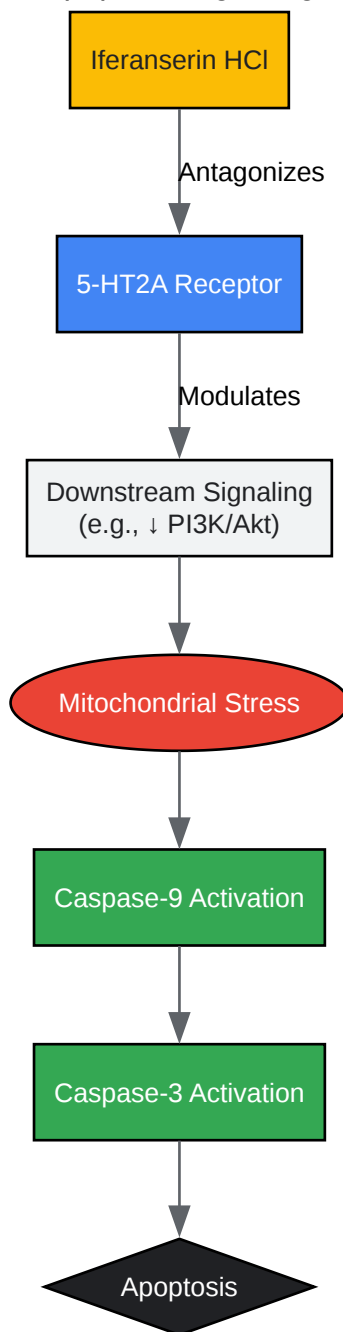 Iferanserin HCl
Antagonizes
5-HT2A Receptor
Modulates
Downstream Signaling
(e.g., ↓ PI3K/Akt)
Mitochondrial Stress
Caspase-9 Activation
Caspase-3 Activation
Apoptosis